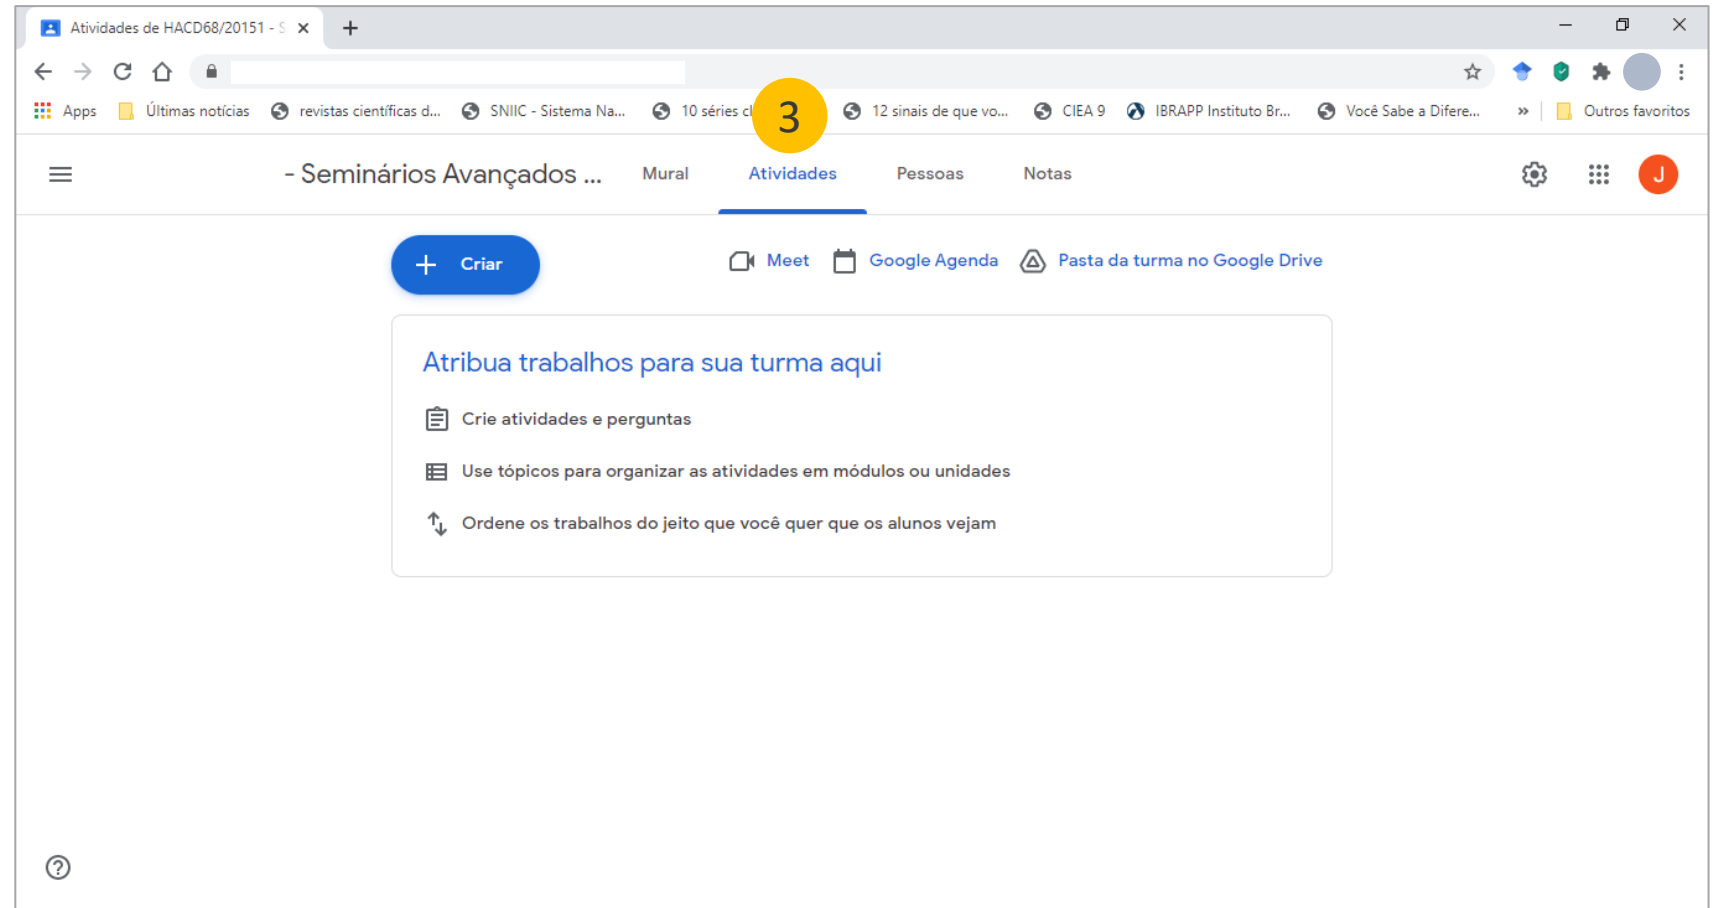 Atividades de HACD68/20151 - S
Apps Últimas notícias revistas científicas d... SNIIC - Sistema Na... 10 séries cl 12 sinais de que vo... CIEA 9 IBRAPP Instituto Br... Você Sabe a Difere... » Outros favoritos
3
- Seminários Avançados ... Mural Atividades Pessoas Notas J
+ Criar Meet Google Agenda Pasta da turma no Google Drive
Atribua trabalhos para sua turma aqui
Crie atividades e perguntas
Use tópicos para organizar as atividades em módulos ou unidades
Ordene os trabalhos do jeito que você quer que os alunos vejam